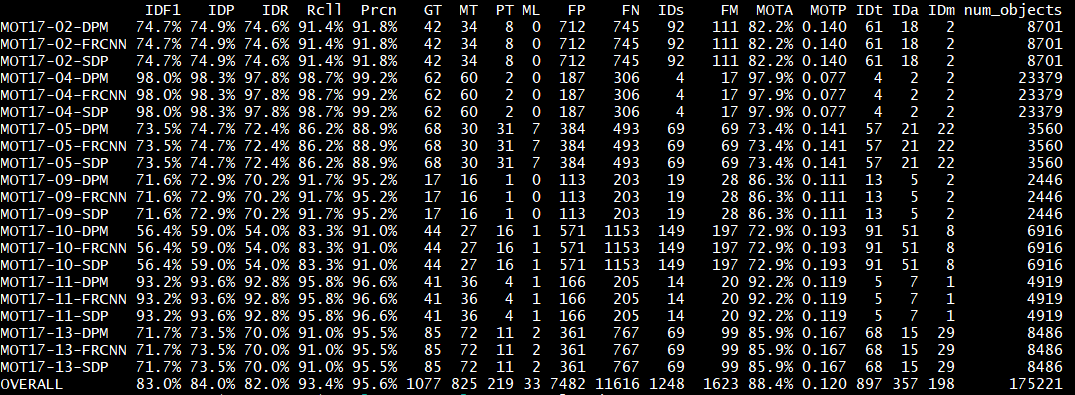 IDF1 IDP IDR Rcll Prcn GT MT PT ML FP FN IDs FM MOTA MOTP IDt IDa IDm num_objects
MOT17-02-DPM 74.7% 74.9% 74.6% 91.4% 91.8% 42 34 8 0 712 745 92 111 82.2% 0.140 61 18 2 8701
MOT17-02-FRCNN 74.7% 74.9% 74.6% 91.4% 91.8% 42 34 8 0 712 745 92 111 82.2% 0.140 61 18 2 8701
MOT17-02-SDP 74.7% 74.9% 74.6% 91.4% 91.8% 42 34 8 0 712 745 92 111 82.2% 0.140 61 18 2 8701
MOT17-04-DPM 98.0% 98.3% 97.8% 98.7% 99.2% 62 60 2 0 187 306 4 17 97.9% 0.077 4 2 2 23379
MOT17-04-FRCNN 98.0% 98.3% 97.8% 98.7% 99.2% 62 60 2 0 187 306 4 17 97.9% 0.077 4 2 2 23379
MOT17-04-SDP 98.0% 98.3% 97.8% 98.7% 99.2% 62 60 2 0 187 306 4 17 97.9% 0.077 4 2 2 23379
MOT17-05-DPM 73.5% 74.7% 72.4% 86.2% 88.9% 68 30 31 7 384 493 69 69 73.4% 0.141 57 21 22 3560
MOT17-05-FRCNN 73.5% 74.7% 72.4% 86.2% 88.9% 68 30 31 7 384 493 69 69 73.4% 0.141 57 21 22 3560
MOT17-05-SDP 73.5% 74.7% 72.4% 86.2% 88.9% 68 30 31 7 384 493 69 69 73.4% 0.141 57 21 22 3560
MOT17-09-DPM 71.6% 72.9% 70.2% 91.7% 95.2% 17 16 1 0 113 203 19 28 86.3% 0.111 13 5 2 2446
MOT17-09-FRCNN 71.6% 72.9% 70.2% 91.7% 95.2% 17 16 1 0 113 203 19 28 86.3% 0.111 13 5 2 2446
MOT17-09-SDP 71.6% 72.9% 70.2% 91.7% 95.2% 17 16 1 0 113 203 19 28 86.3% 0.111 13 5 2 2446
MOT17-10-DPM 56.4% 59.0% 54.0% 83.3% 91.0% 44 27 16 1 571 1153 149 197 72.9% 0.193 91 51 8 6916
MOT17-10-FRCNN 56.4% 59.0% 54.0% 83.3% 91.0% 44 27 16 1 571 1153 149 197 72.9% 0.193 91 51 8 6916
MOT17-10-SDP 56.4% 59.0% 54.0% 83.3% 91.0% 44 27 16 1 571 1153 149 197 72.9% 0.193 91 51 8 6916
MOT17-11-DPM 93.2% 93.6% 92.8% 95.8% 96.6% 41 36 4 1 166 205 14 20 92.2% 0.119 5 7 1 4919
MOT17-11-FRCNN 93.2% 93.6% 92.8% 95.8% 96.6% 41 36 4 1 166 205 14 20 92.2% 0.119 5 7 1 4919
MOT17-11-SDP 93.2% 93.6% 92.8% 95.8% 96.6% 41 36 4 1 166 205 14 20 92.2% 0.119 5 7 1 4919
MOT17-13-DPM 71.7% 73.5% 70.0% 91.0% 95.5% 85 72 11 2 361 767 69 99 85.9% 0.167 68 15 29 8486
MOT17-13-FRCNN 71.7% 73.5% 70.0% 91.0% 95.5% 85 72 11 2 361 767 69 99 85.9% 0.167 68 15 29 8486
MOT17-13-SDP 71.7% 73.5% 70.0% 91.0% 95.5% 85 72 11 2 361 767 69 99 85.9% 0.167 68 15 29 8486
OVERALL 83.0% 84.0% 82.0% 93.4% 95.6% 1077 825 219 33 7482 11616 1248 1623 88.4% 0.120 897 357 198 175221